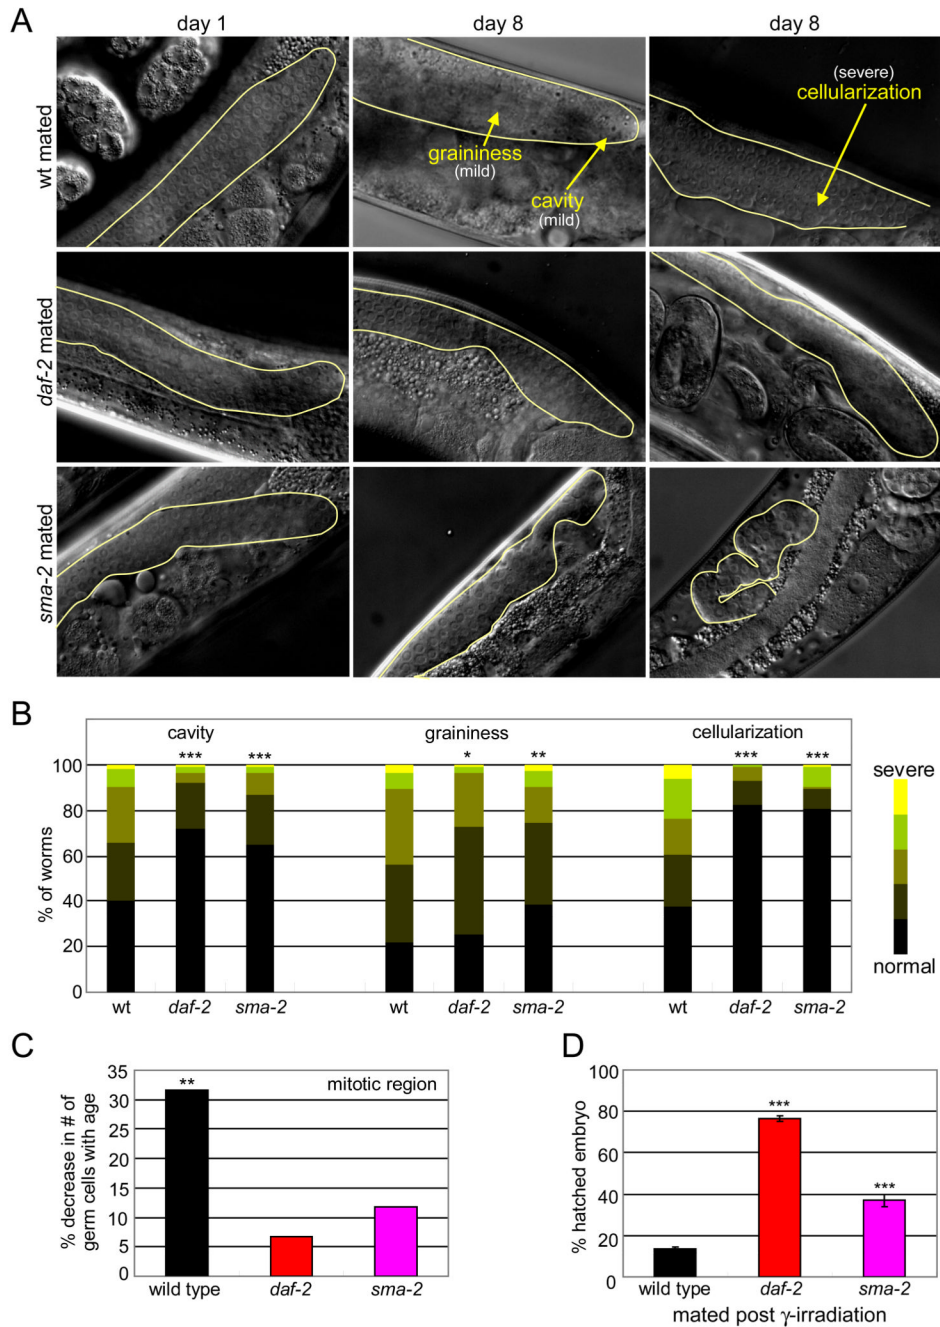 A
day 1
day 8
day 8
wt mated
graininess
(mild)
cavity
(mild)
(severe)
cellularization
daf-2 mated
sma-2 mated
B
cavity
graininess
cellularization
*** *** * ** *** ***
% of worms
100
80
60
40
20
0
wt daf-2 sma-2 wt daf-2 sma-2 wt daf-2 sma-2
severe
normal
C
% decrease in # of
germ cells with age
35
30
25
20
15
10
5
0
mitotic region
**
wild type daf-2 sma-2
D
% hatched embryo
100
80
60
40
20
0
***
***
wild type daf-2 sma-2
mated post γ-irradiation